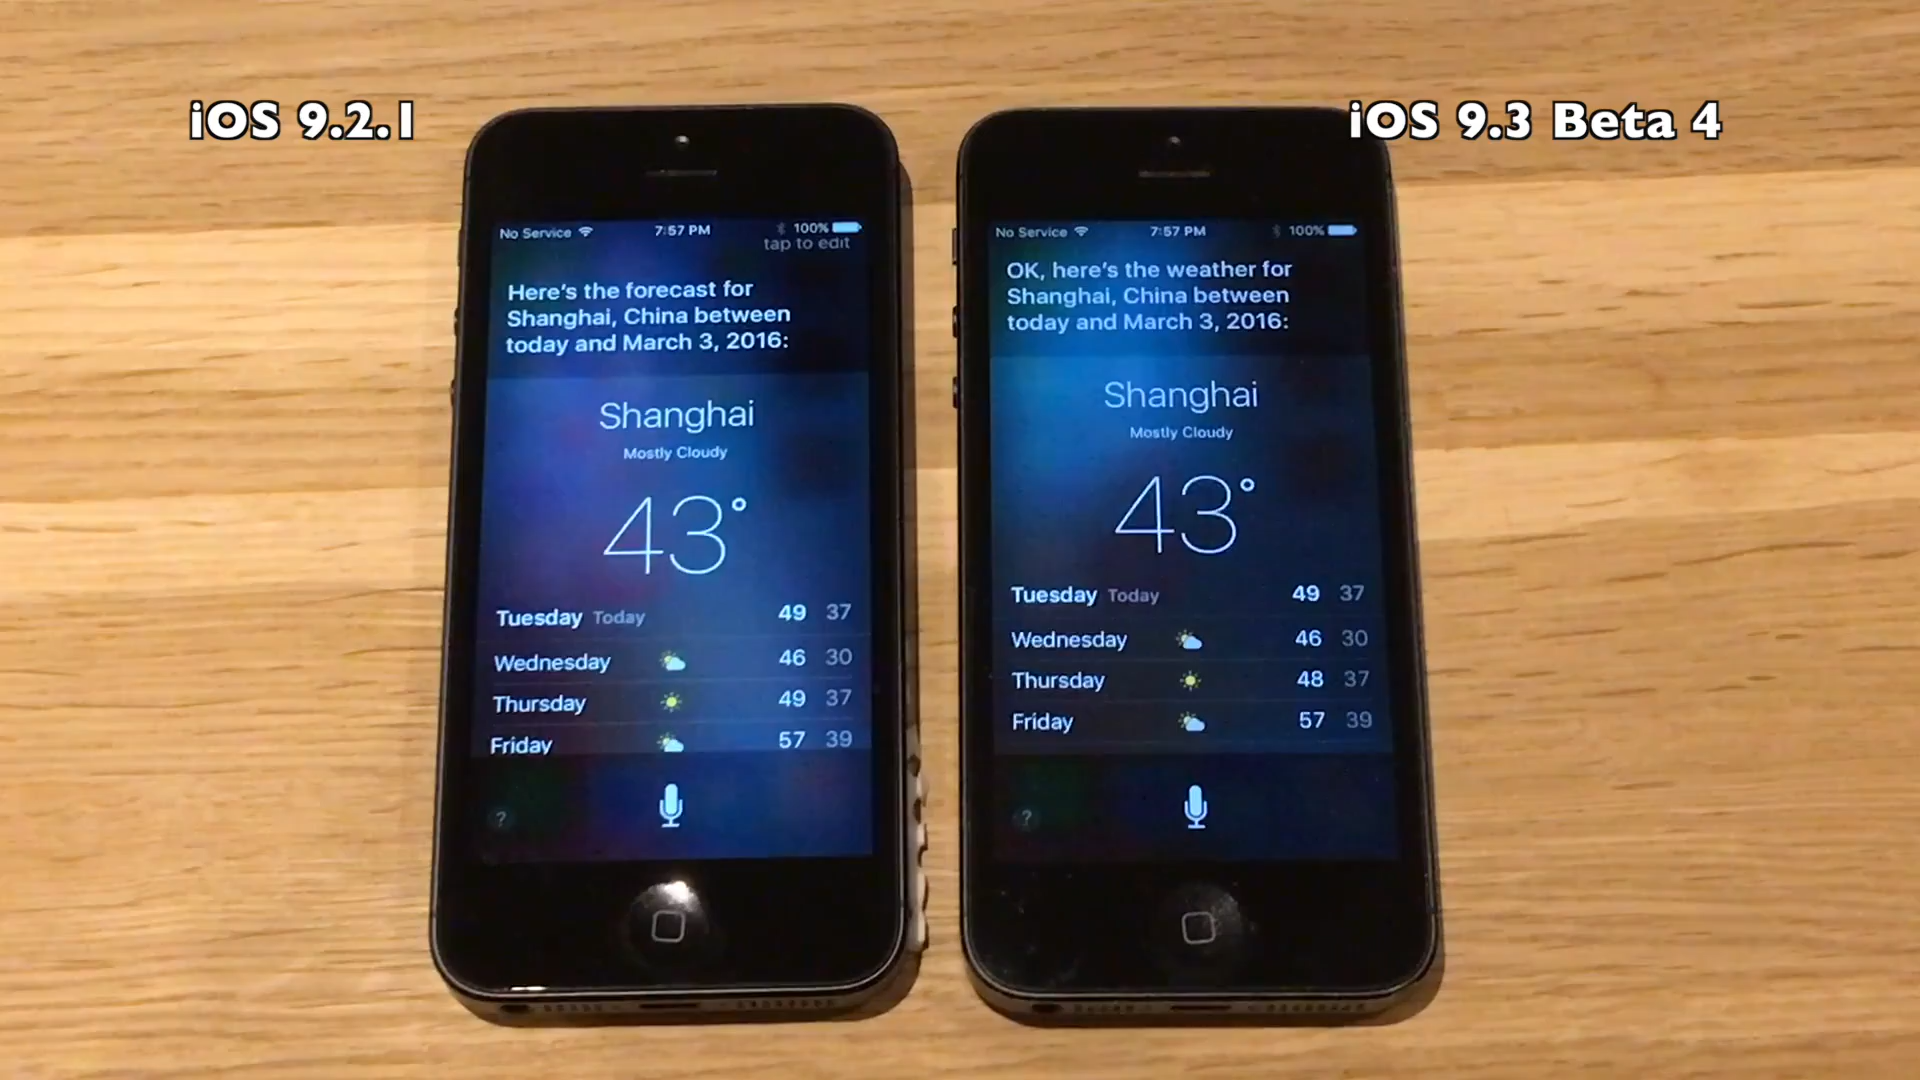 iOS 9.2.1
No Service 7:57 PM 100%
tap to edit
Here's the forecast for
Shanghai, China between
today and March 3, 2016:
Shanghai
Mostly Cloudy
43°
Tuesday Today 49 37
Wednesday 46 30
Thursday 49 37
Friday 57 39
?
iOS 9.3 Beta 4
No Service 7:57 PM 100%
OK, here's the weather for
Shanghai, China between
today and March 3, 2016:
Shanghai
Mostly Cloudy
43°
Tuesday Today 49 37
Wednesday 46 30
Thursday 48 37
Friday 57 39
?